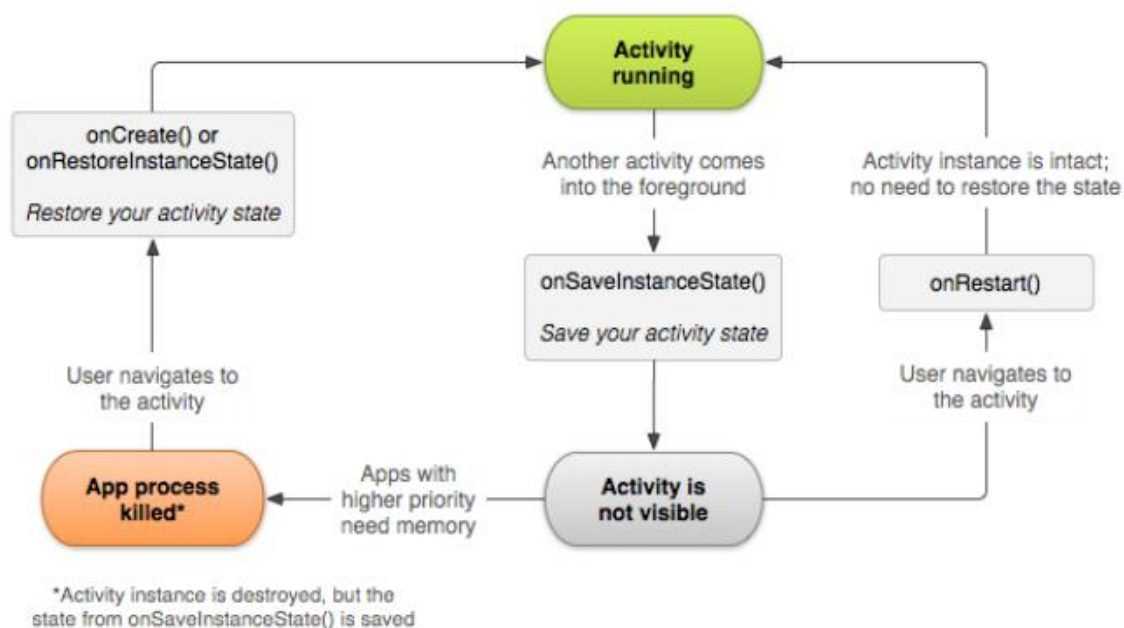 Activity
running
onCreate() or
onRestoreInstanceState()
Restore your activity state
Another activity comes
into the foreground
Activity instance is intact;
no need to restore the state
onSaveInstanceState()
Save your activity state
onRestart()
User navigates to
the activity
User navigates to
the activity
App process
killed*
Apps with
higher priority
need memory
Activity is
not visible
*Activity instance is destroyed, but the
state from onSaveInstanceState() is saved